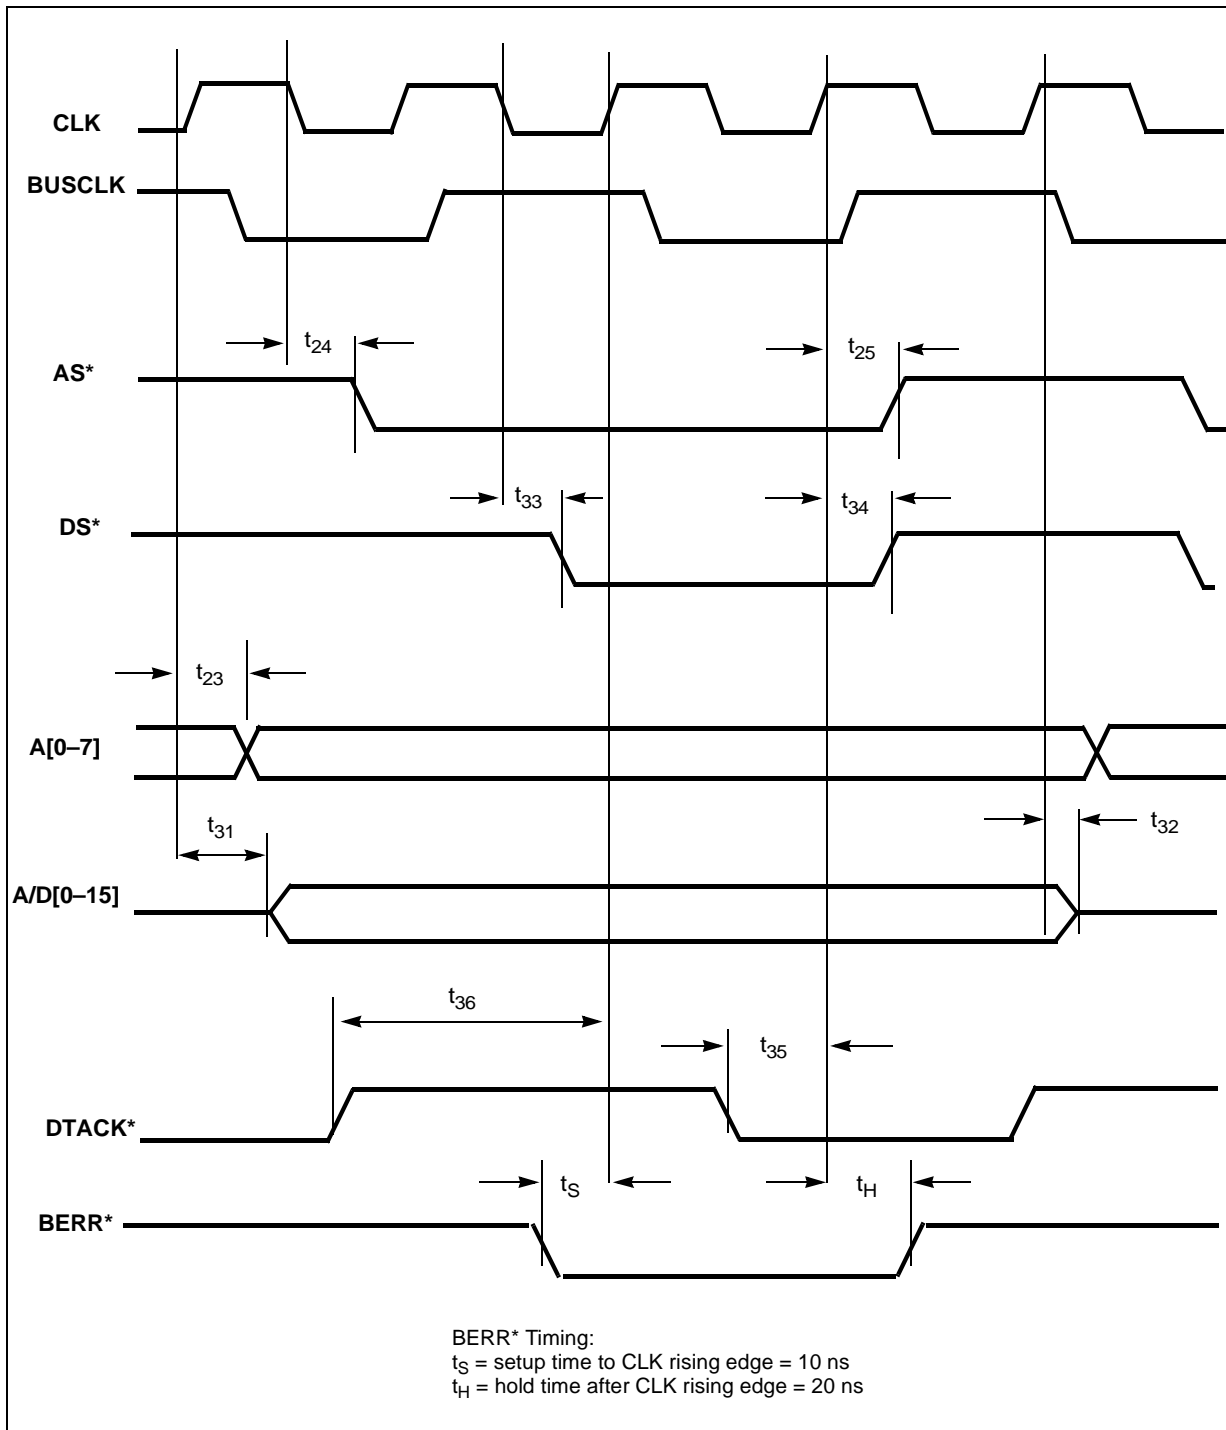 CLK
BUSCLK
t24
t25
AS*
t33
t34
DS*
t23
A[0–7]
t31
t32
A/D[0–15]
t36
t35
DTACK*
tS
tH
BERR*
BERR* Timing:
tS = setup time to CLK rising edge = 10 ns
tH = hold time after CLK rising edge = 20 ns